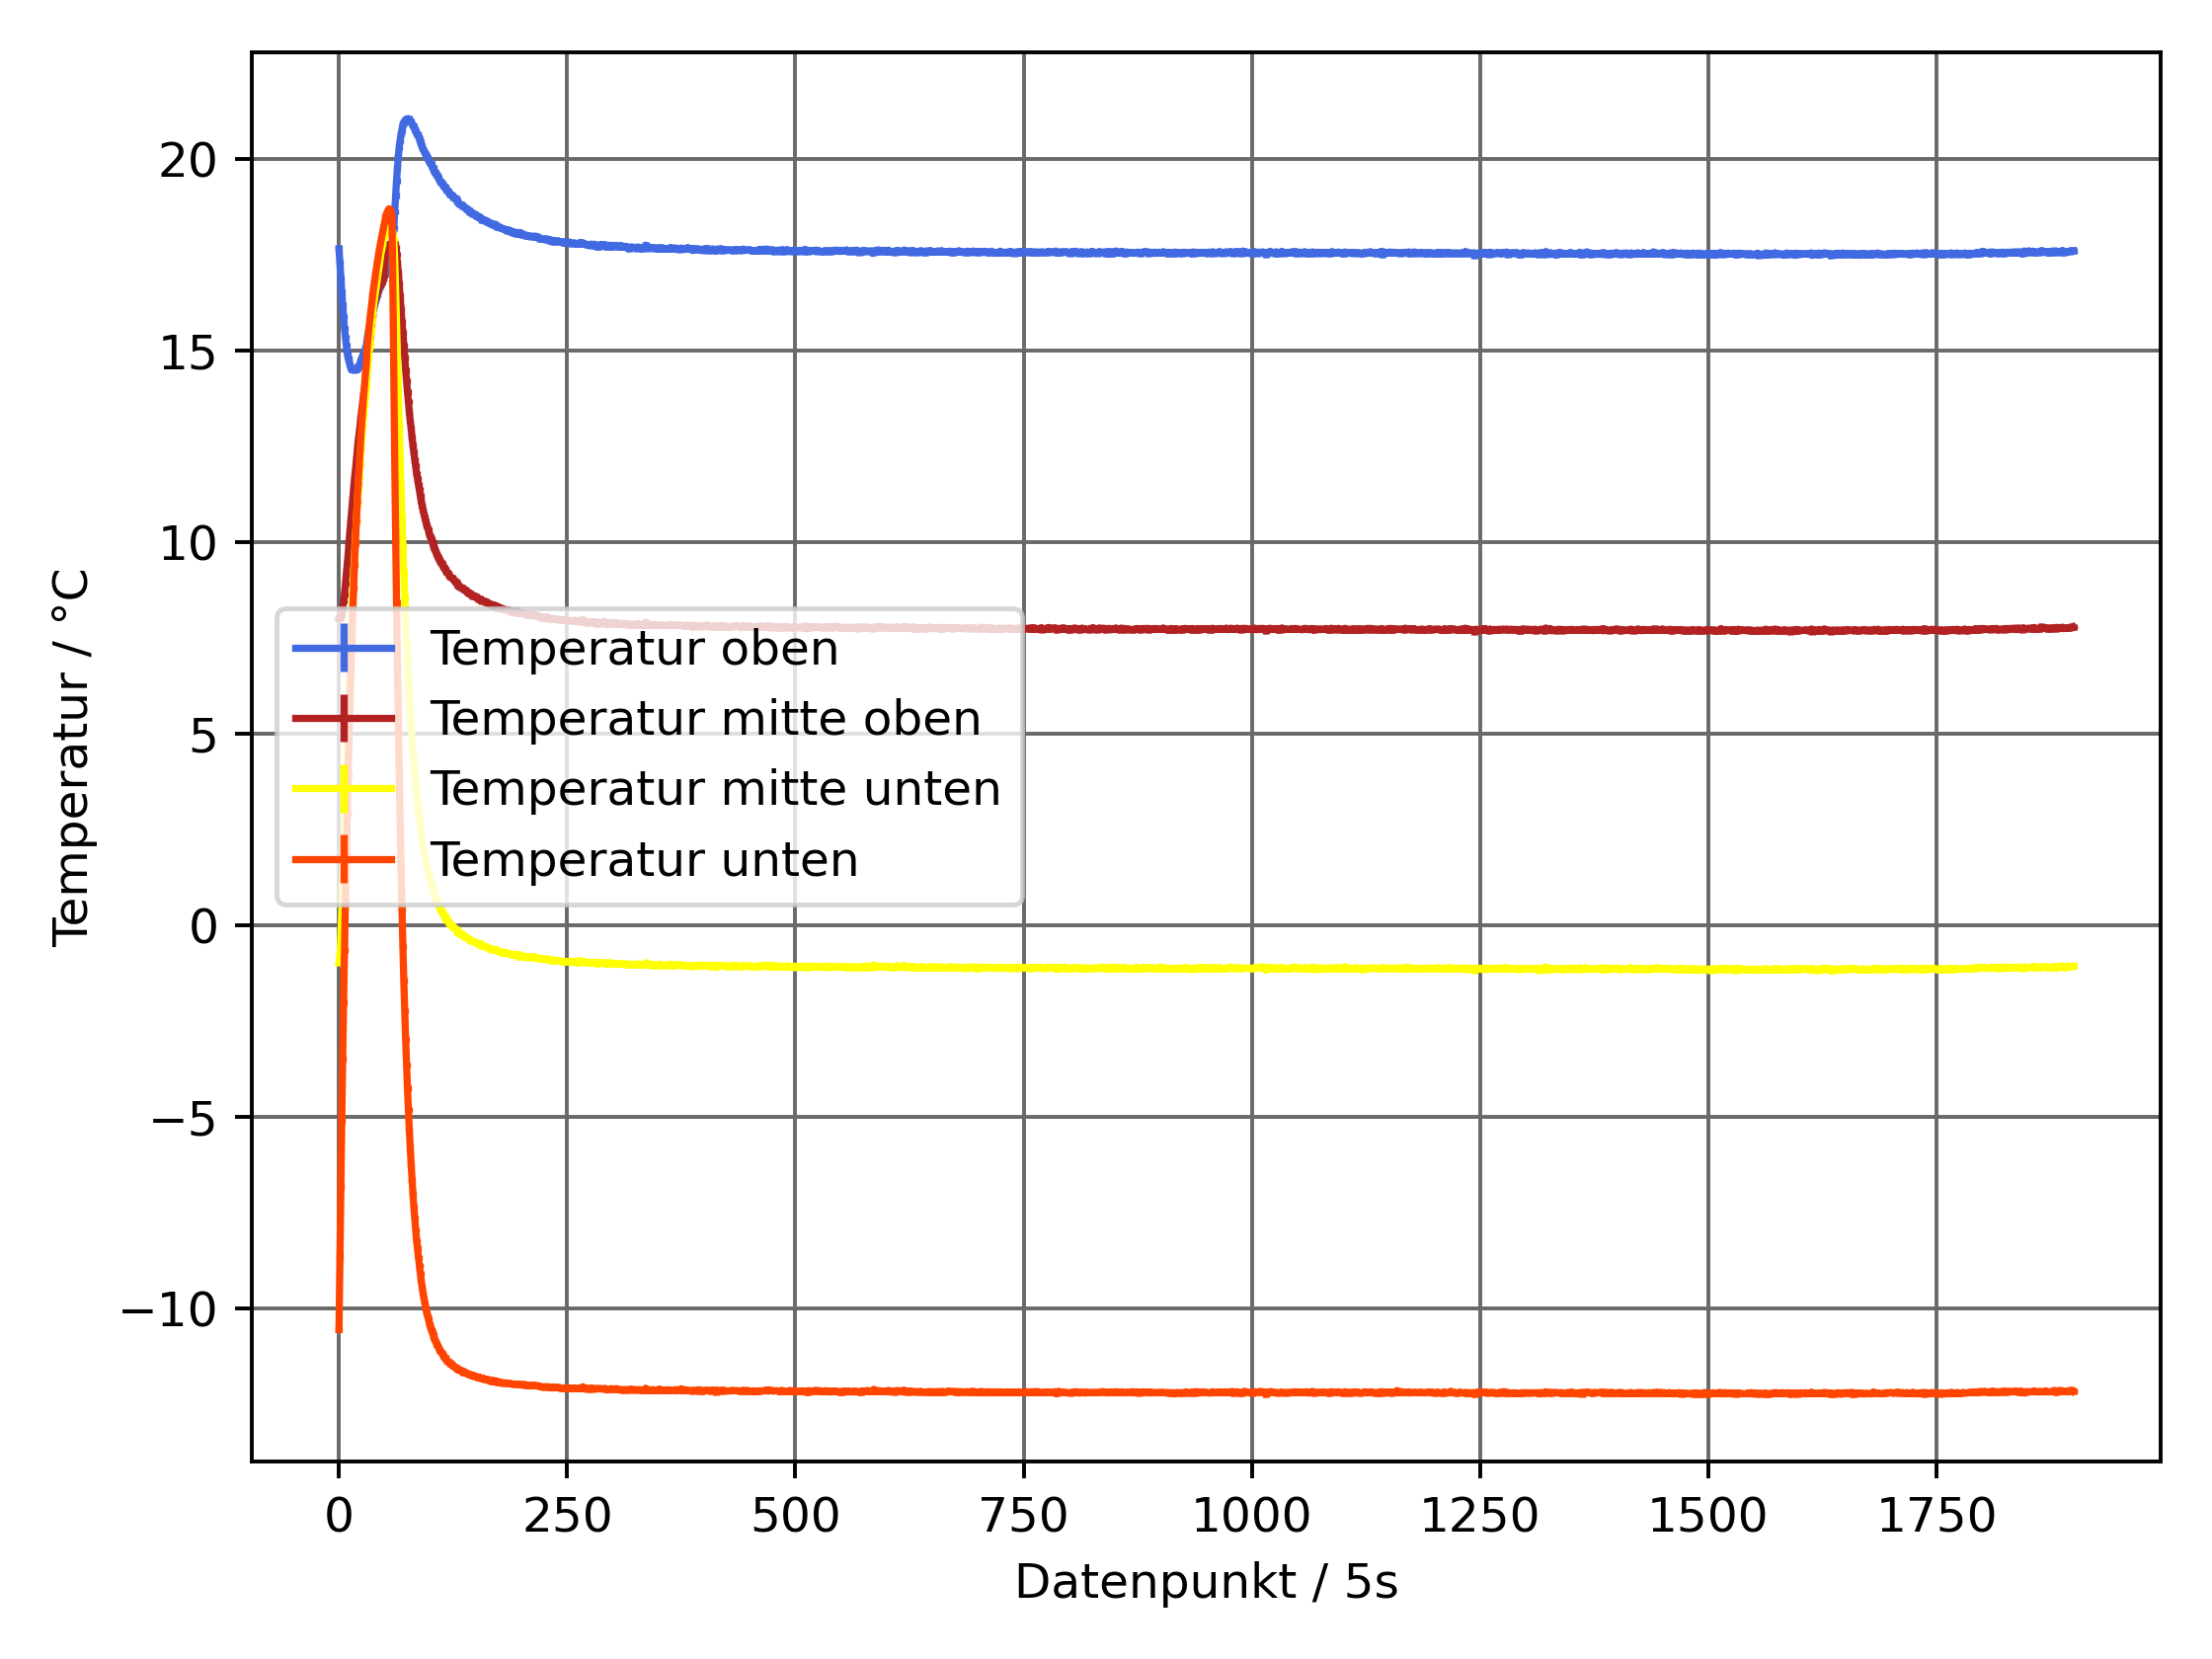 20
15
10
5
0
−5
−10
Temperatur / °C
Temperatur oben
Temperatur mitte oben
Temperatur mitte unten
Temperatur unten
0 250 500 750 1000 1250 1500 1750
Datenpunkt / 5s